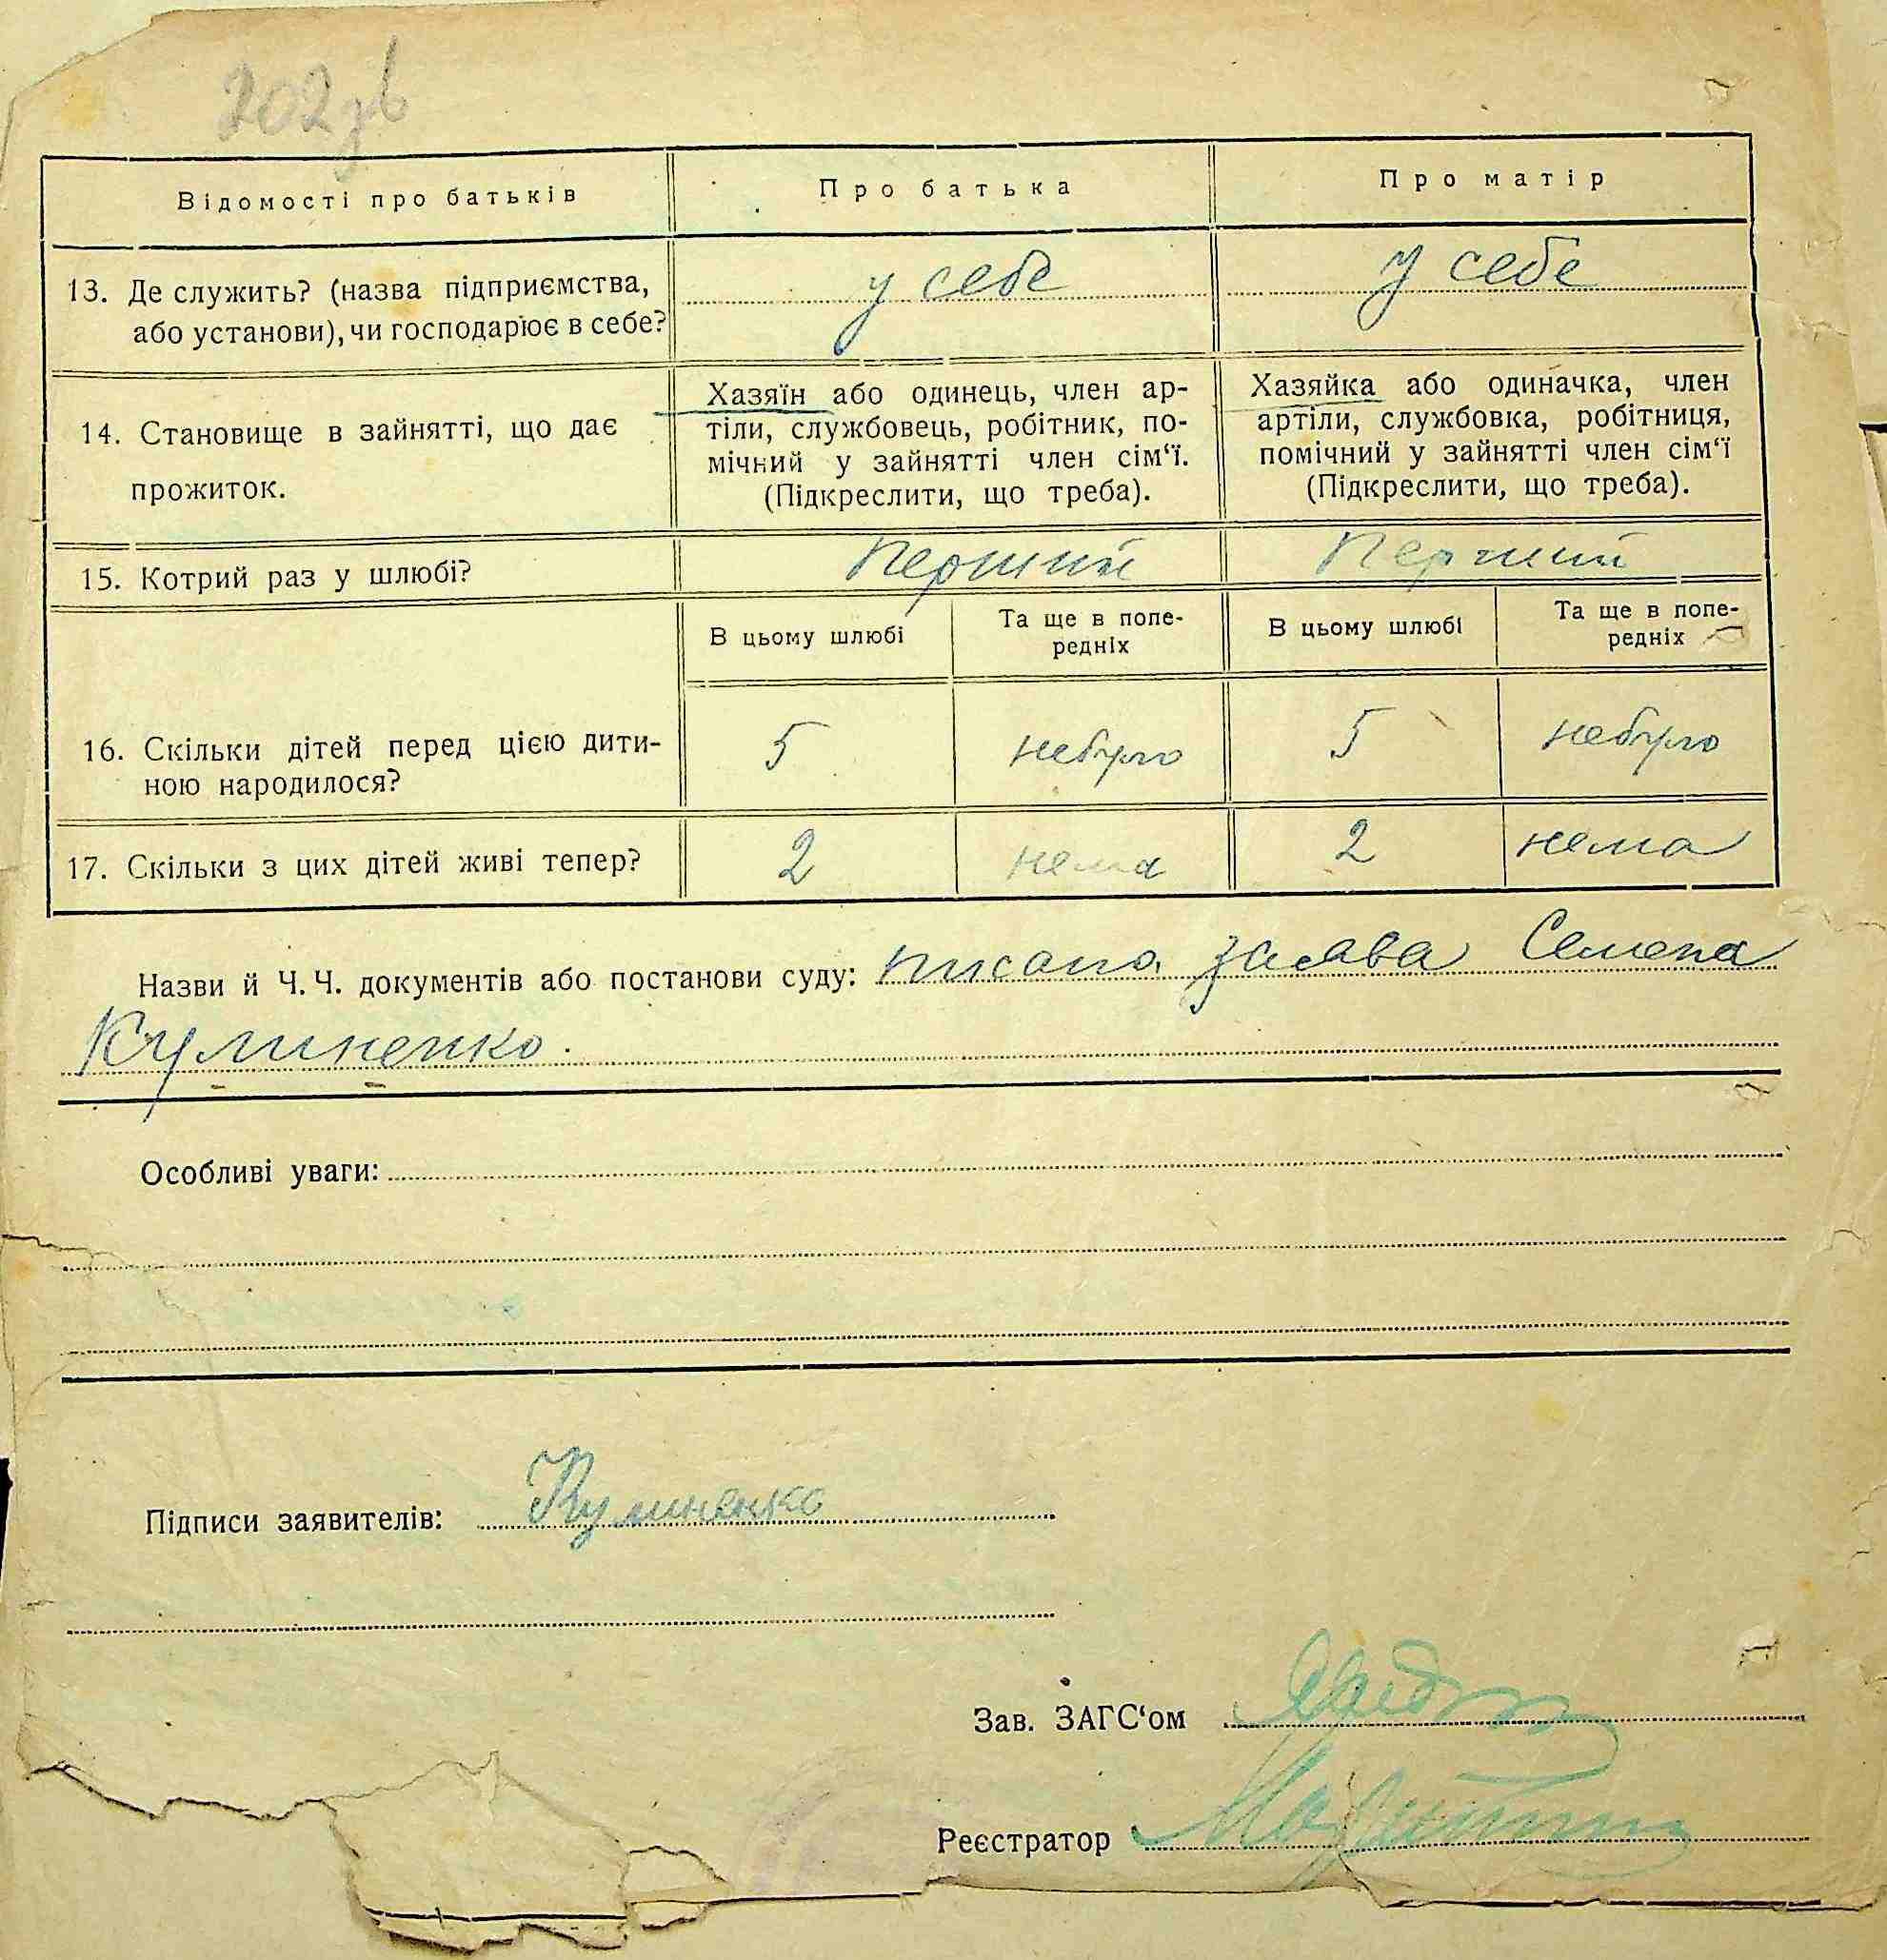 202 зв
Відомості про батьків Про батька Про матір
13. Де служить? (назва підприємства, у себе у себе
або установи), чи господарює в себе?
14. Становище в зайнятті, що дає
прожиток.
Хазяїн або одинець, член ар-
тіли, службовець, робітник, по-
мічний у зайнятті член сім‘ї.
(Підкреслити, що треба).
Хазяйка або одиначка, член
артіли, службовка, робітниця,
помічний у зайнятті член сім‘ї
(Підкреслити, що треба).
15. Котрий раз у шлюбі? Перший Перший
В цьому шлюбі
Та ще в попе-
редніх
В цьому шлюбі
Та ще в попе-
редніх
16. Скільки дітей перед цією дити- 5 небуло 5 небуло
ною народилося?
17. Скільки з цих дітей живі тепер? 2 нема 2 нема
Назви й Ч. Ч. документів або постанови суду: писана заява Семена
Кулиненко.
Особливі уваги:
Підписи заявителів: Кулиненко
Зав. ЗАГС‘ом
Реєстратор